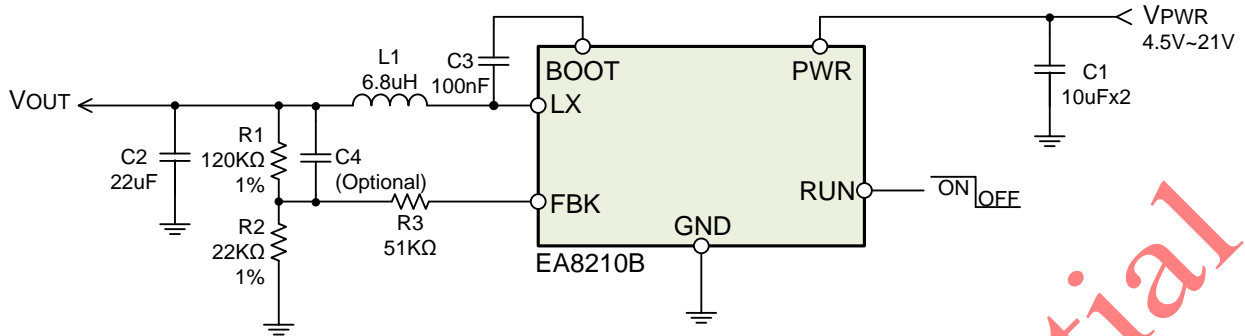 VPWR
4.5V~21V
C1
10uFx2
BOOT
PWR
L1
6.8uH
C3
100nF
LX
VOUT
C2
22uF
R1
120KΩ
1%
C4
(Optional)
R3
51KΩ
FBK
RUN
ON
OFF
R2
22KΩ
1%
GND
EA8210B
tial